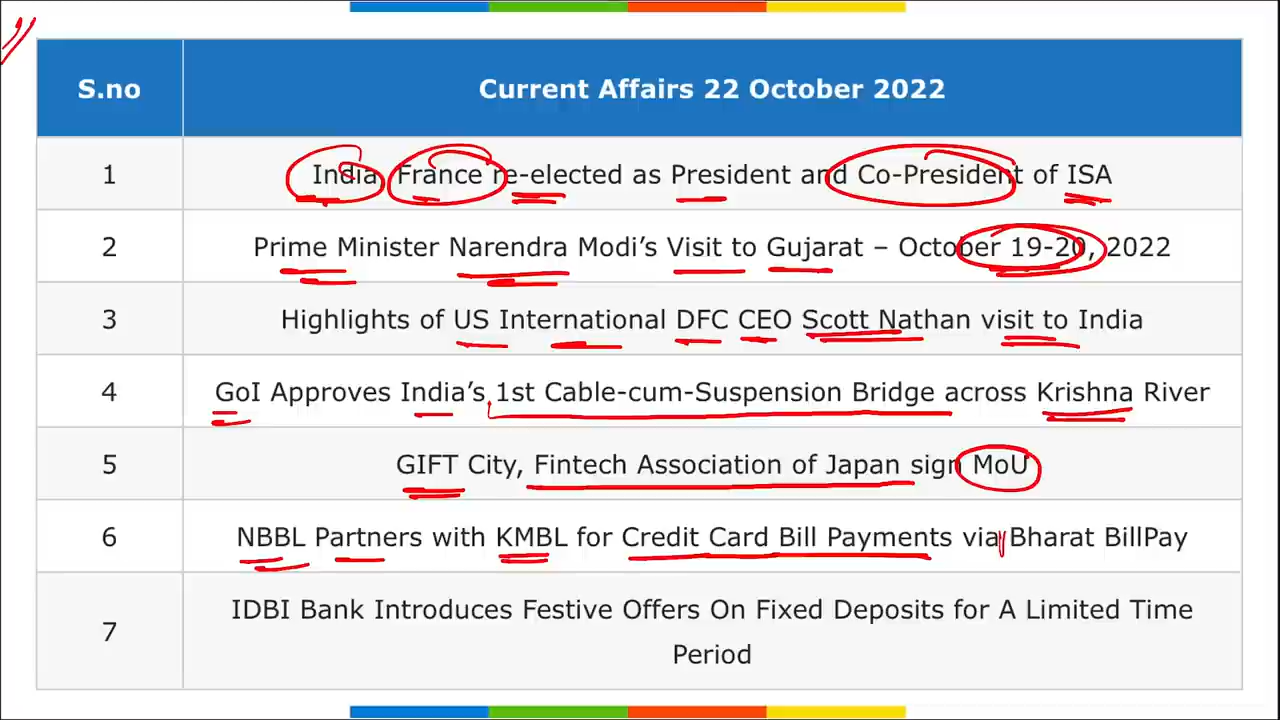 S.no
Current Affairs 22 October 2022
1
India, France re-elected as President and Co-President of ISA
2
Prime Minister Narendra Modi’s Visit to Gujarat – October 19-20, 2022
3
Highlights of US International DFC CEO Scott Nathan visit to India
4
GoI Approves India’s 1st Cable-cum-Suspension Bridge across Krishna River
5
GIFT City, Fintech Association of Japan sign MoU
6
NBBL Partners with KMBL for Credit Card Bill Payments via Bharat BillPay
7
IDBI Bank Introduces Festive Offers On Fixed Deposits for A Limited Time
Period